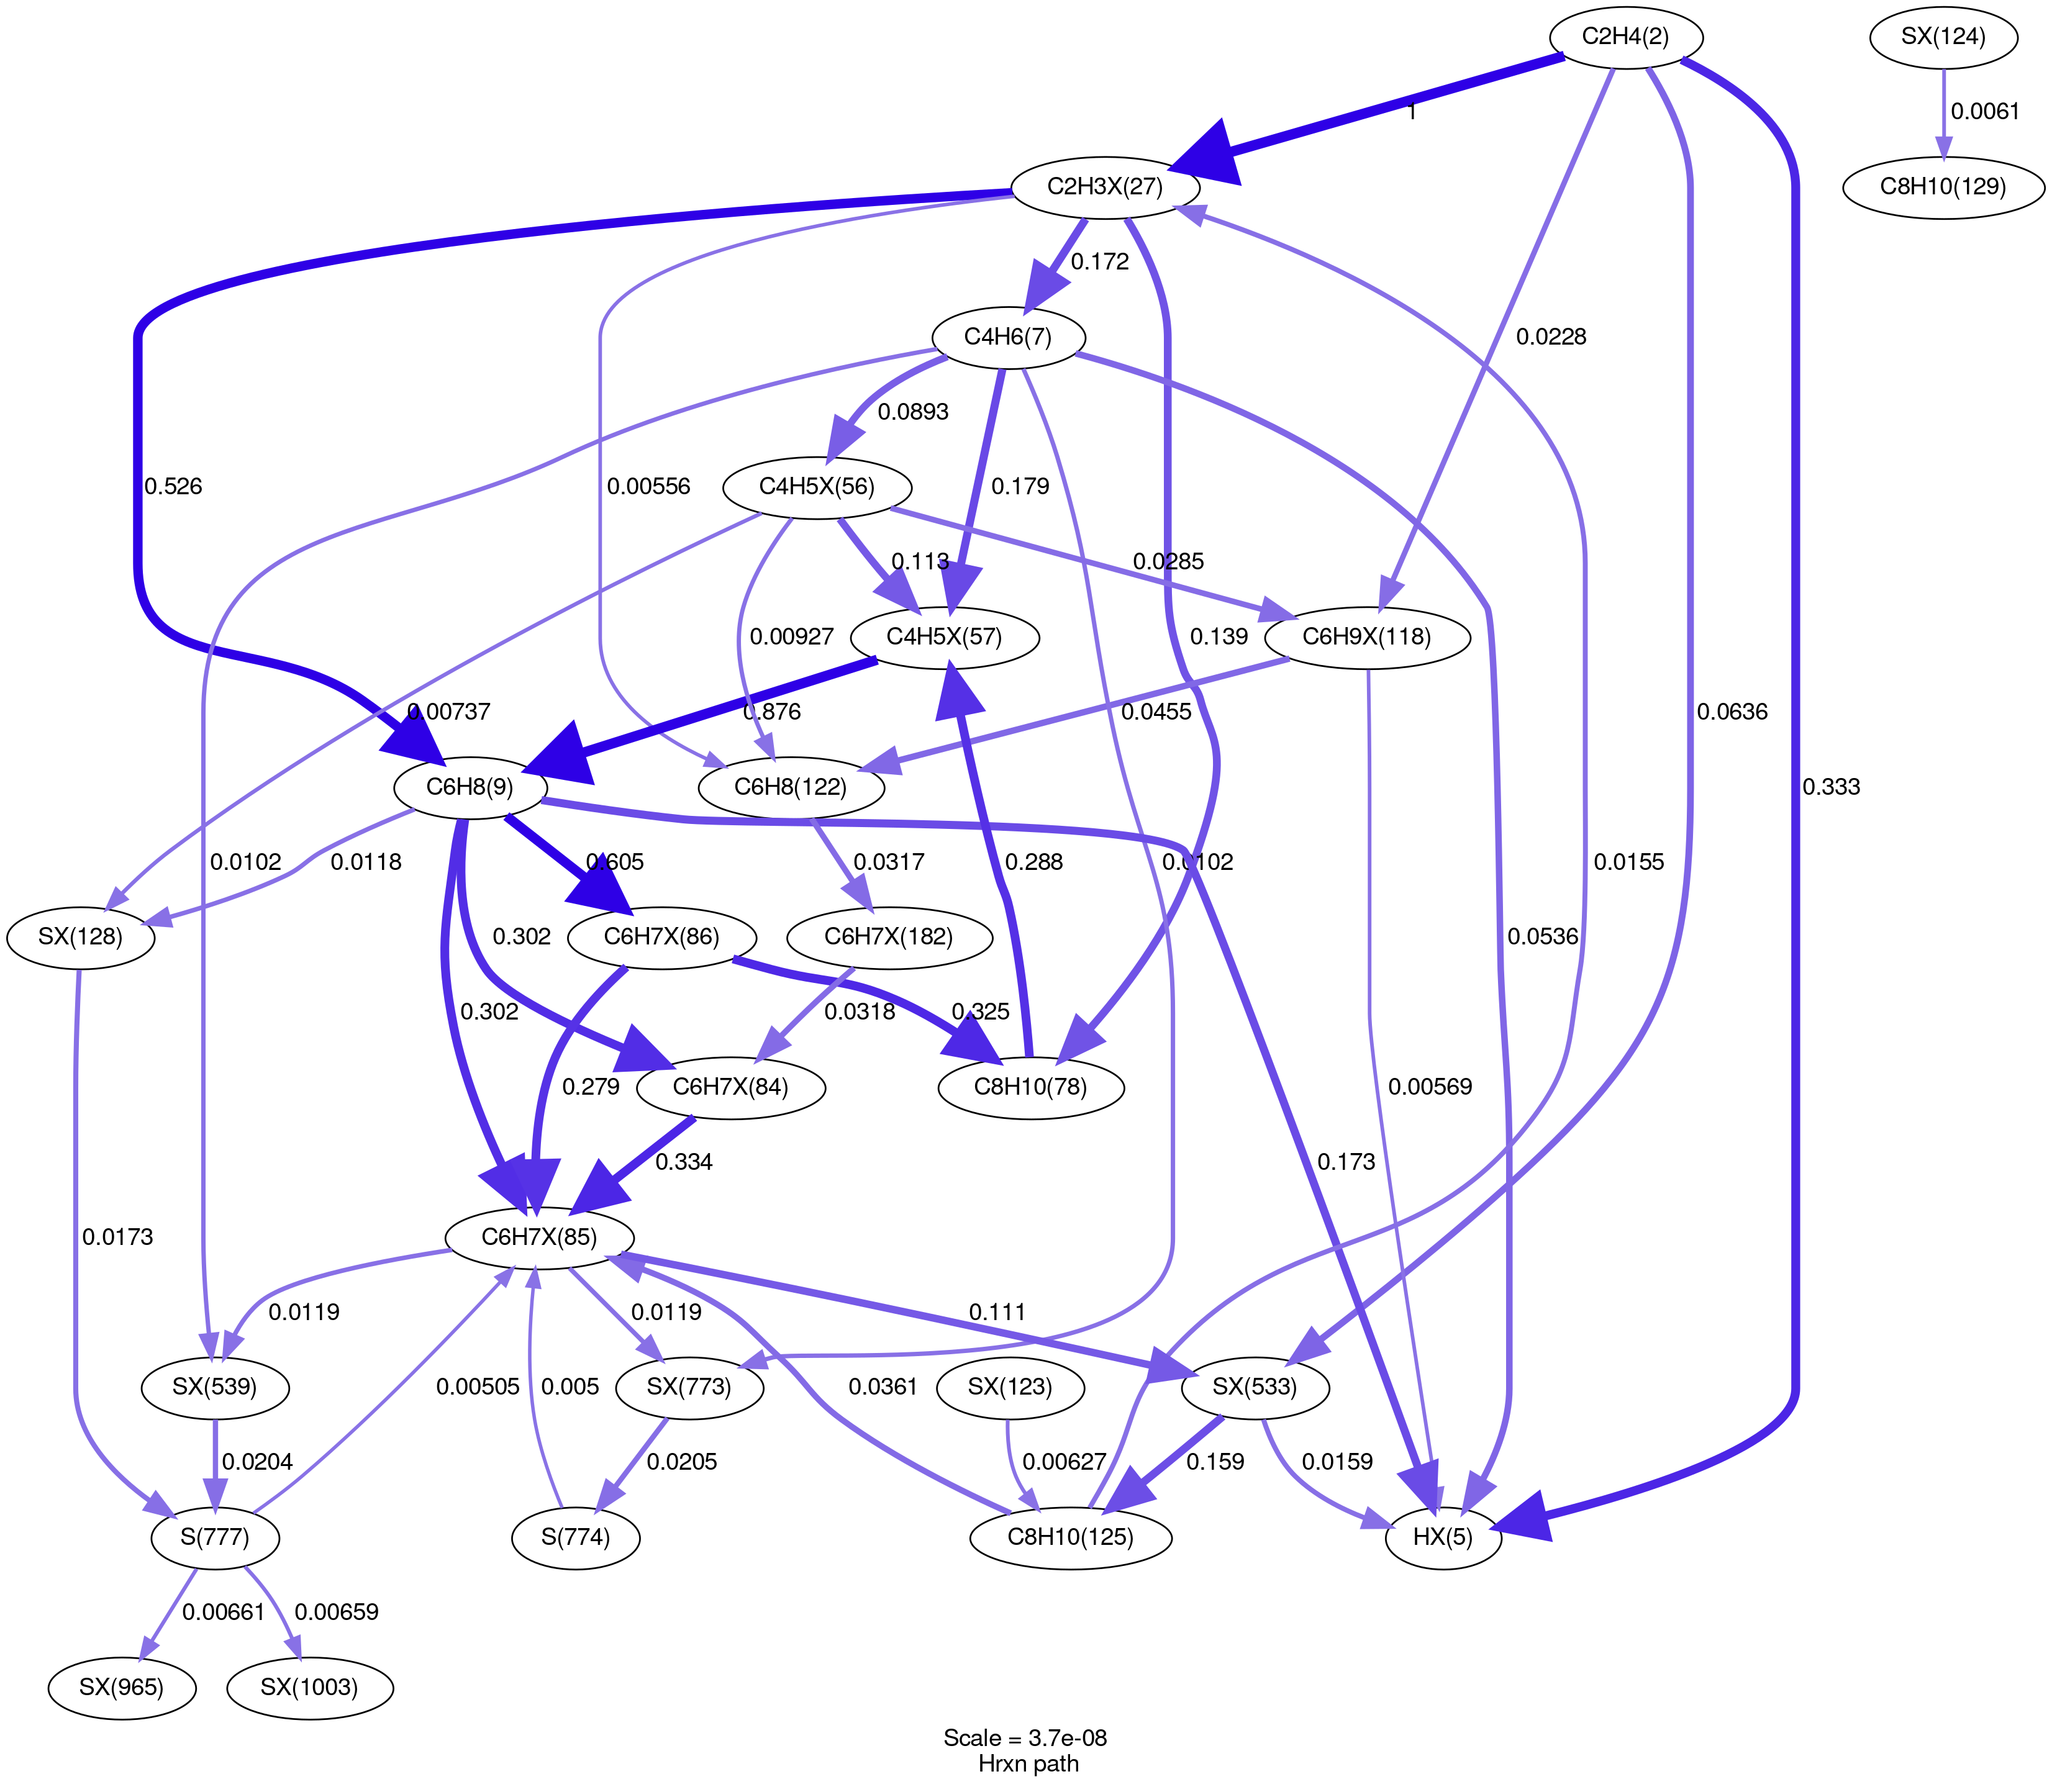 C2H4(2)
SX(124)
1
0.0061
C2H3X(27)
C8H10(129)
0.172
C4H6(7)
0.0228
0.0893
0.526
0.00556
C4H5X(56)
0.179
0.113
0.0285
C4H5X(57)
0.139
C6H9X(118)
0.00927
0.00737
0.876
0.0455
0.0636
C6H8(9)
C6H8(122)
0.333
0.0102
0.0118
0.605
0.0317
0.288
0.0102
0.0155
SX(128)
0.302
C6H7X(86)
C6H7X(182)
0.0536
0.302
0.0318
0.325
0.279
C6H7X(84)
C8H10(78)
0.00569
0.334
0.173
0.0173
C6H7X(85)
0.0119
0.0119
0.111
SX(539)
0.00505
0.005
SX(773)
0.0361
SX(123)
SX(533)
0.0204
0.0205
0.00627
0.159
0.0159
S(777)
S(774)
C8H10(125)
HX(5)
0.00661
0.00659
SX(965)
SX(1003)
Scale = 3.7e-08
Hrxn path